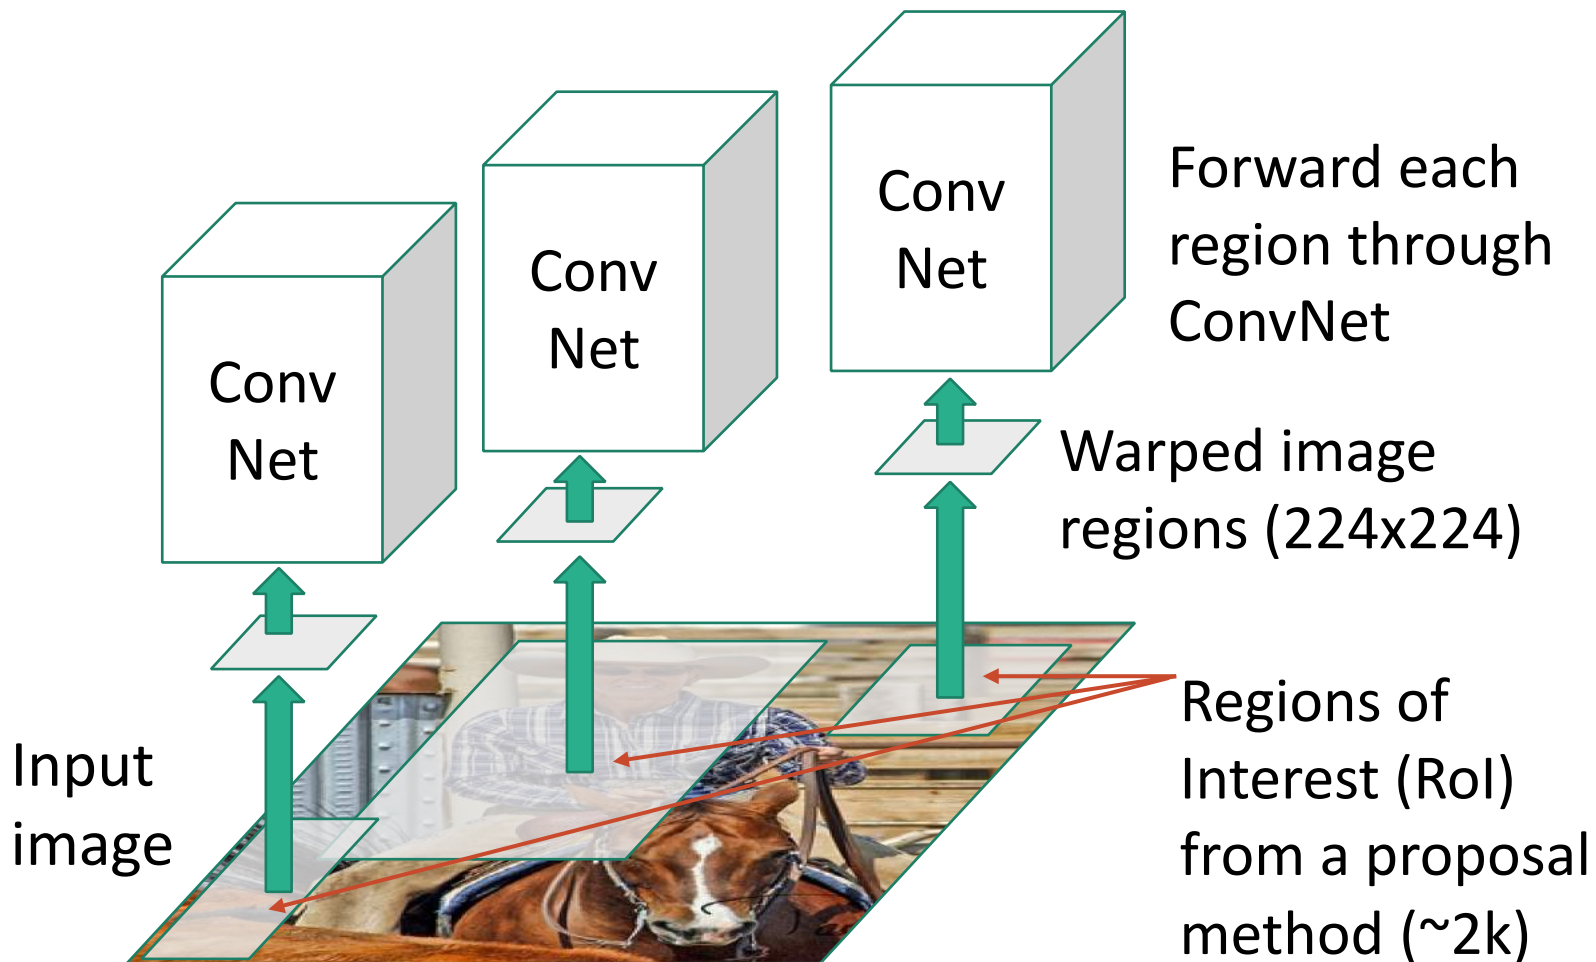 Conv
Net
Conv
Net
Conv
Net
Forward each
region through
ConvNet
Warped image
regions (224x224)
Input
image
Regions of
Interest (RoI)
from a proposal
method (~2k)